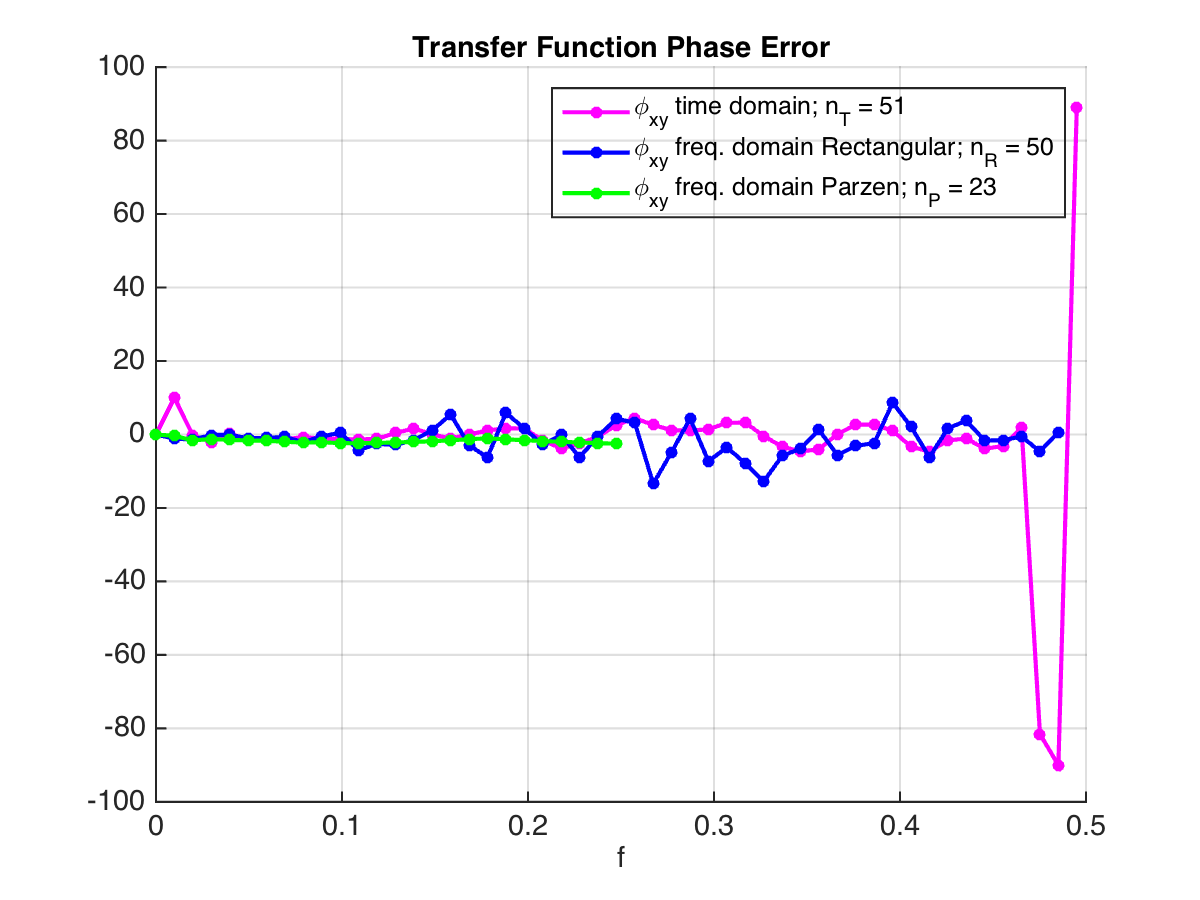 Transfer Function Phase Error
100
80
60
40
20
0
-20
-40
-60
-80
-100
ϕxy time domain; nT = 51
ϕxy freq. domain Rectangular; nR = 50
ϕxy freq. domain Parzen; nP = 23
0 0.1 0.2 0.3 0.4 0.5
f